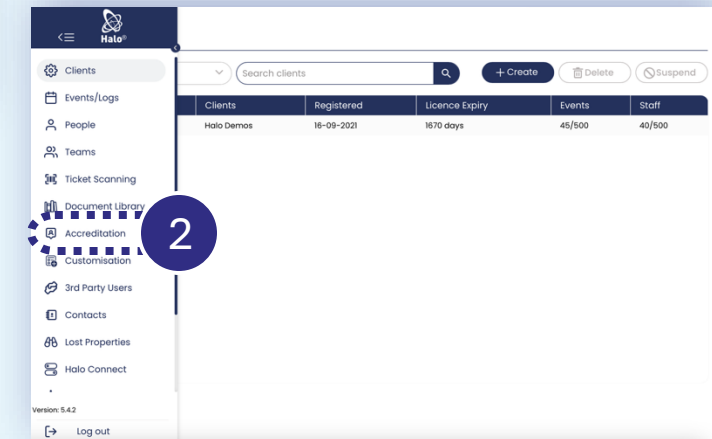 Halo®
Clients
Events/Logs
People
Teams
Ticket Scanning
Document Library
Accreditation
2
Customisation
3rd Party Users
Contacts
Lost Properties
Halo Connect
Version: 5.4.2
Log out
Search clients
+ Create
Delete
Suspend
Clients Registered Licence Expiry Events Staff
Halo Demos 16-09-2021 1670 days 45/500 40/500